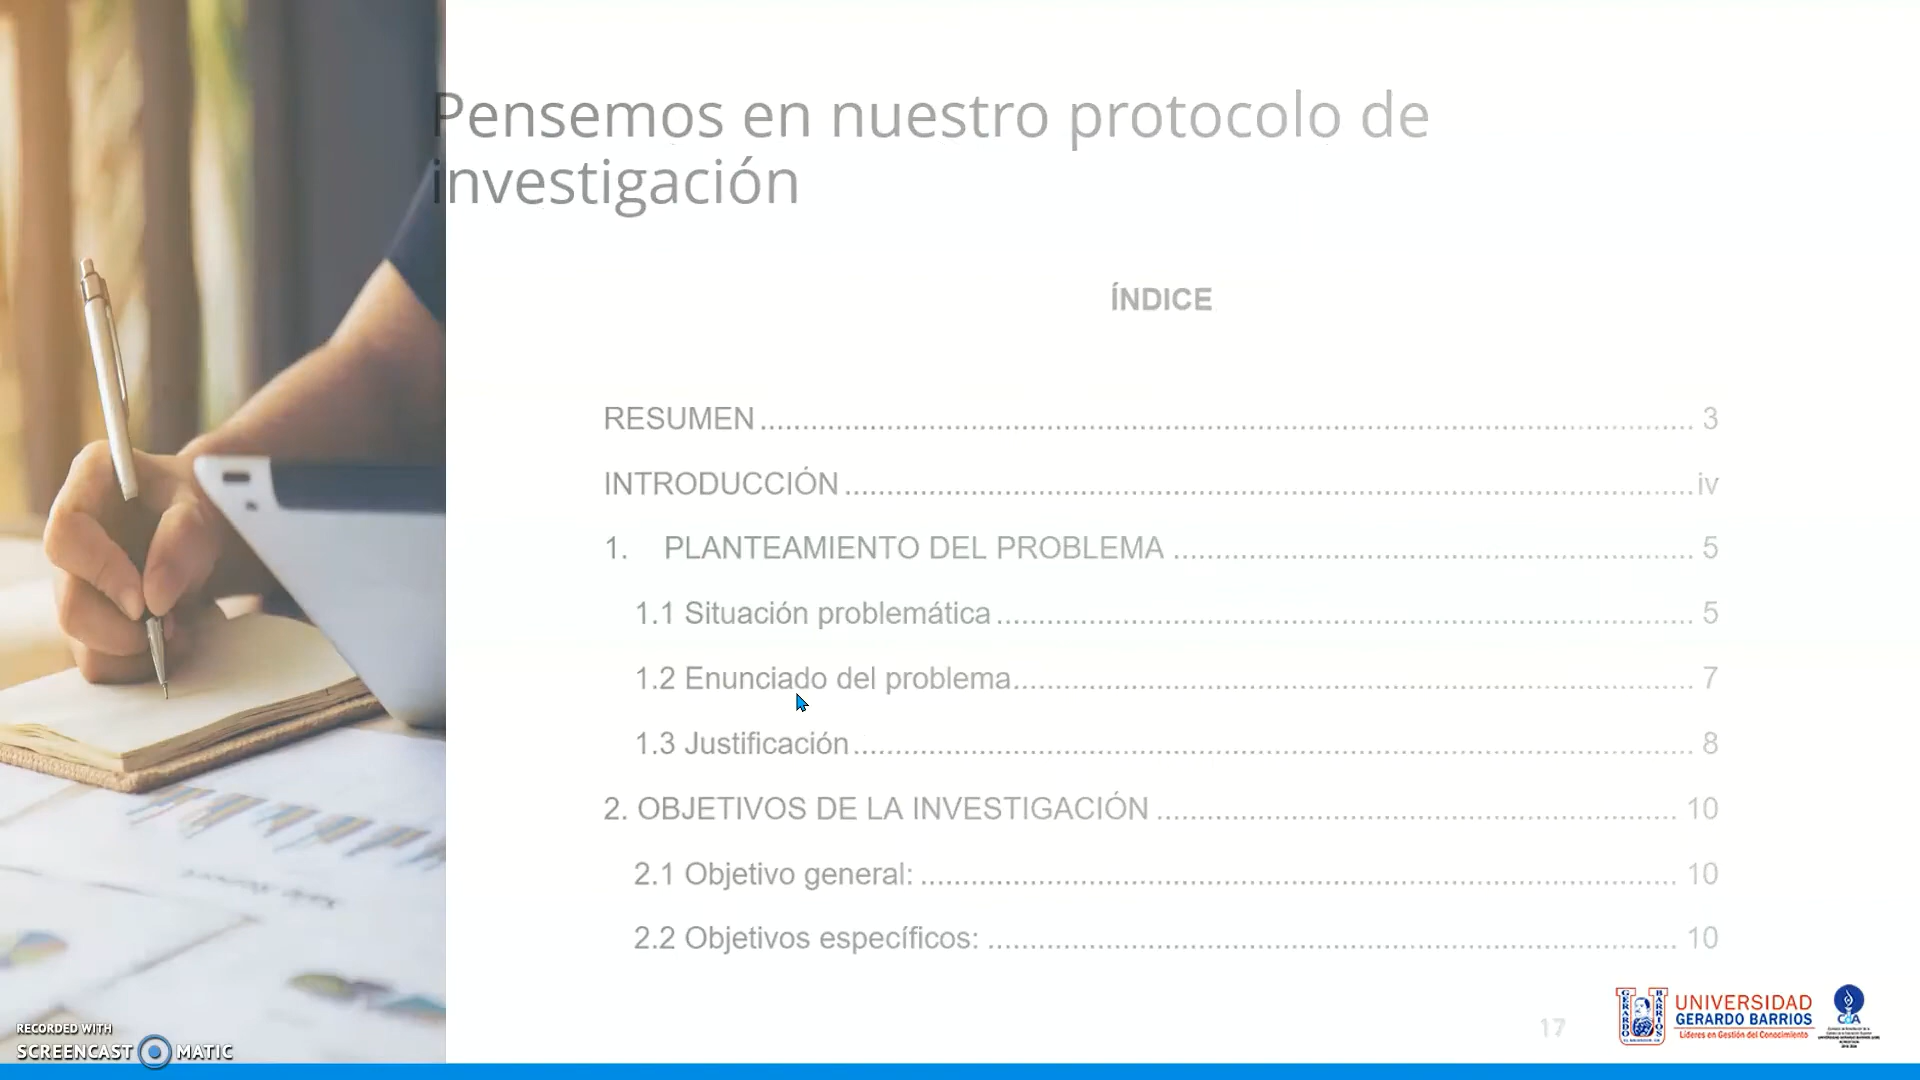 Pensemos en nuestro protocolo de
investigación
ÍNDICE
RESUMEN ........................................ 3
INTRODUCCIÓN ........................................ iv
1. PLANTEAMIENTO DEL PROBLEMA ........................................ 5
1.1 Situación problemática ........................................ 5
1.2 Enunciado del problema ........................................ 7
1.3 Justificación ........................................ 8
2. OBJETIVOS DE LA INVESTIGACIÓN ........................................ 10
2.1 Objetivo general: ........................................ 10
2.2 Objetivos específicos: ........................................ 10
17
GERARDO
BARRIOS
UNIVERSIDAD
GERARDO BARRIOS
Líderes en Gestión del Conocimiento
CdA
RECORDED WITH
SCREENCAST MATIC